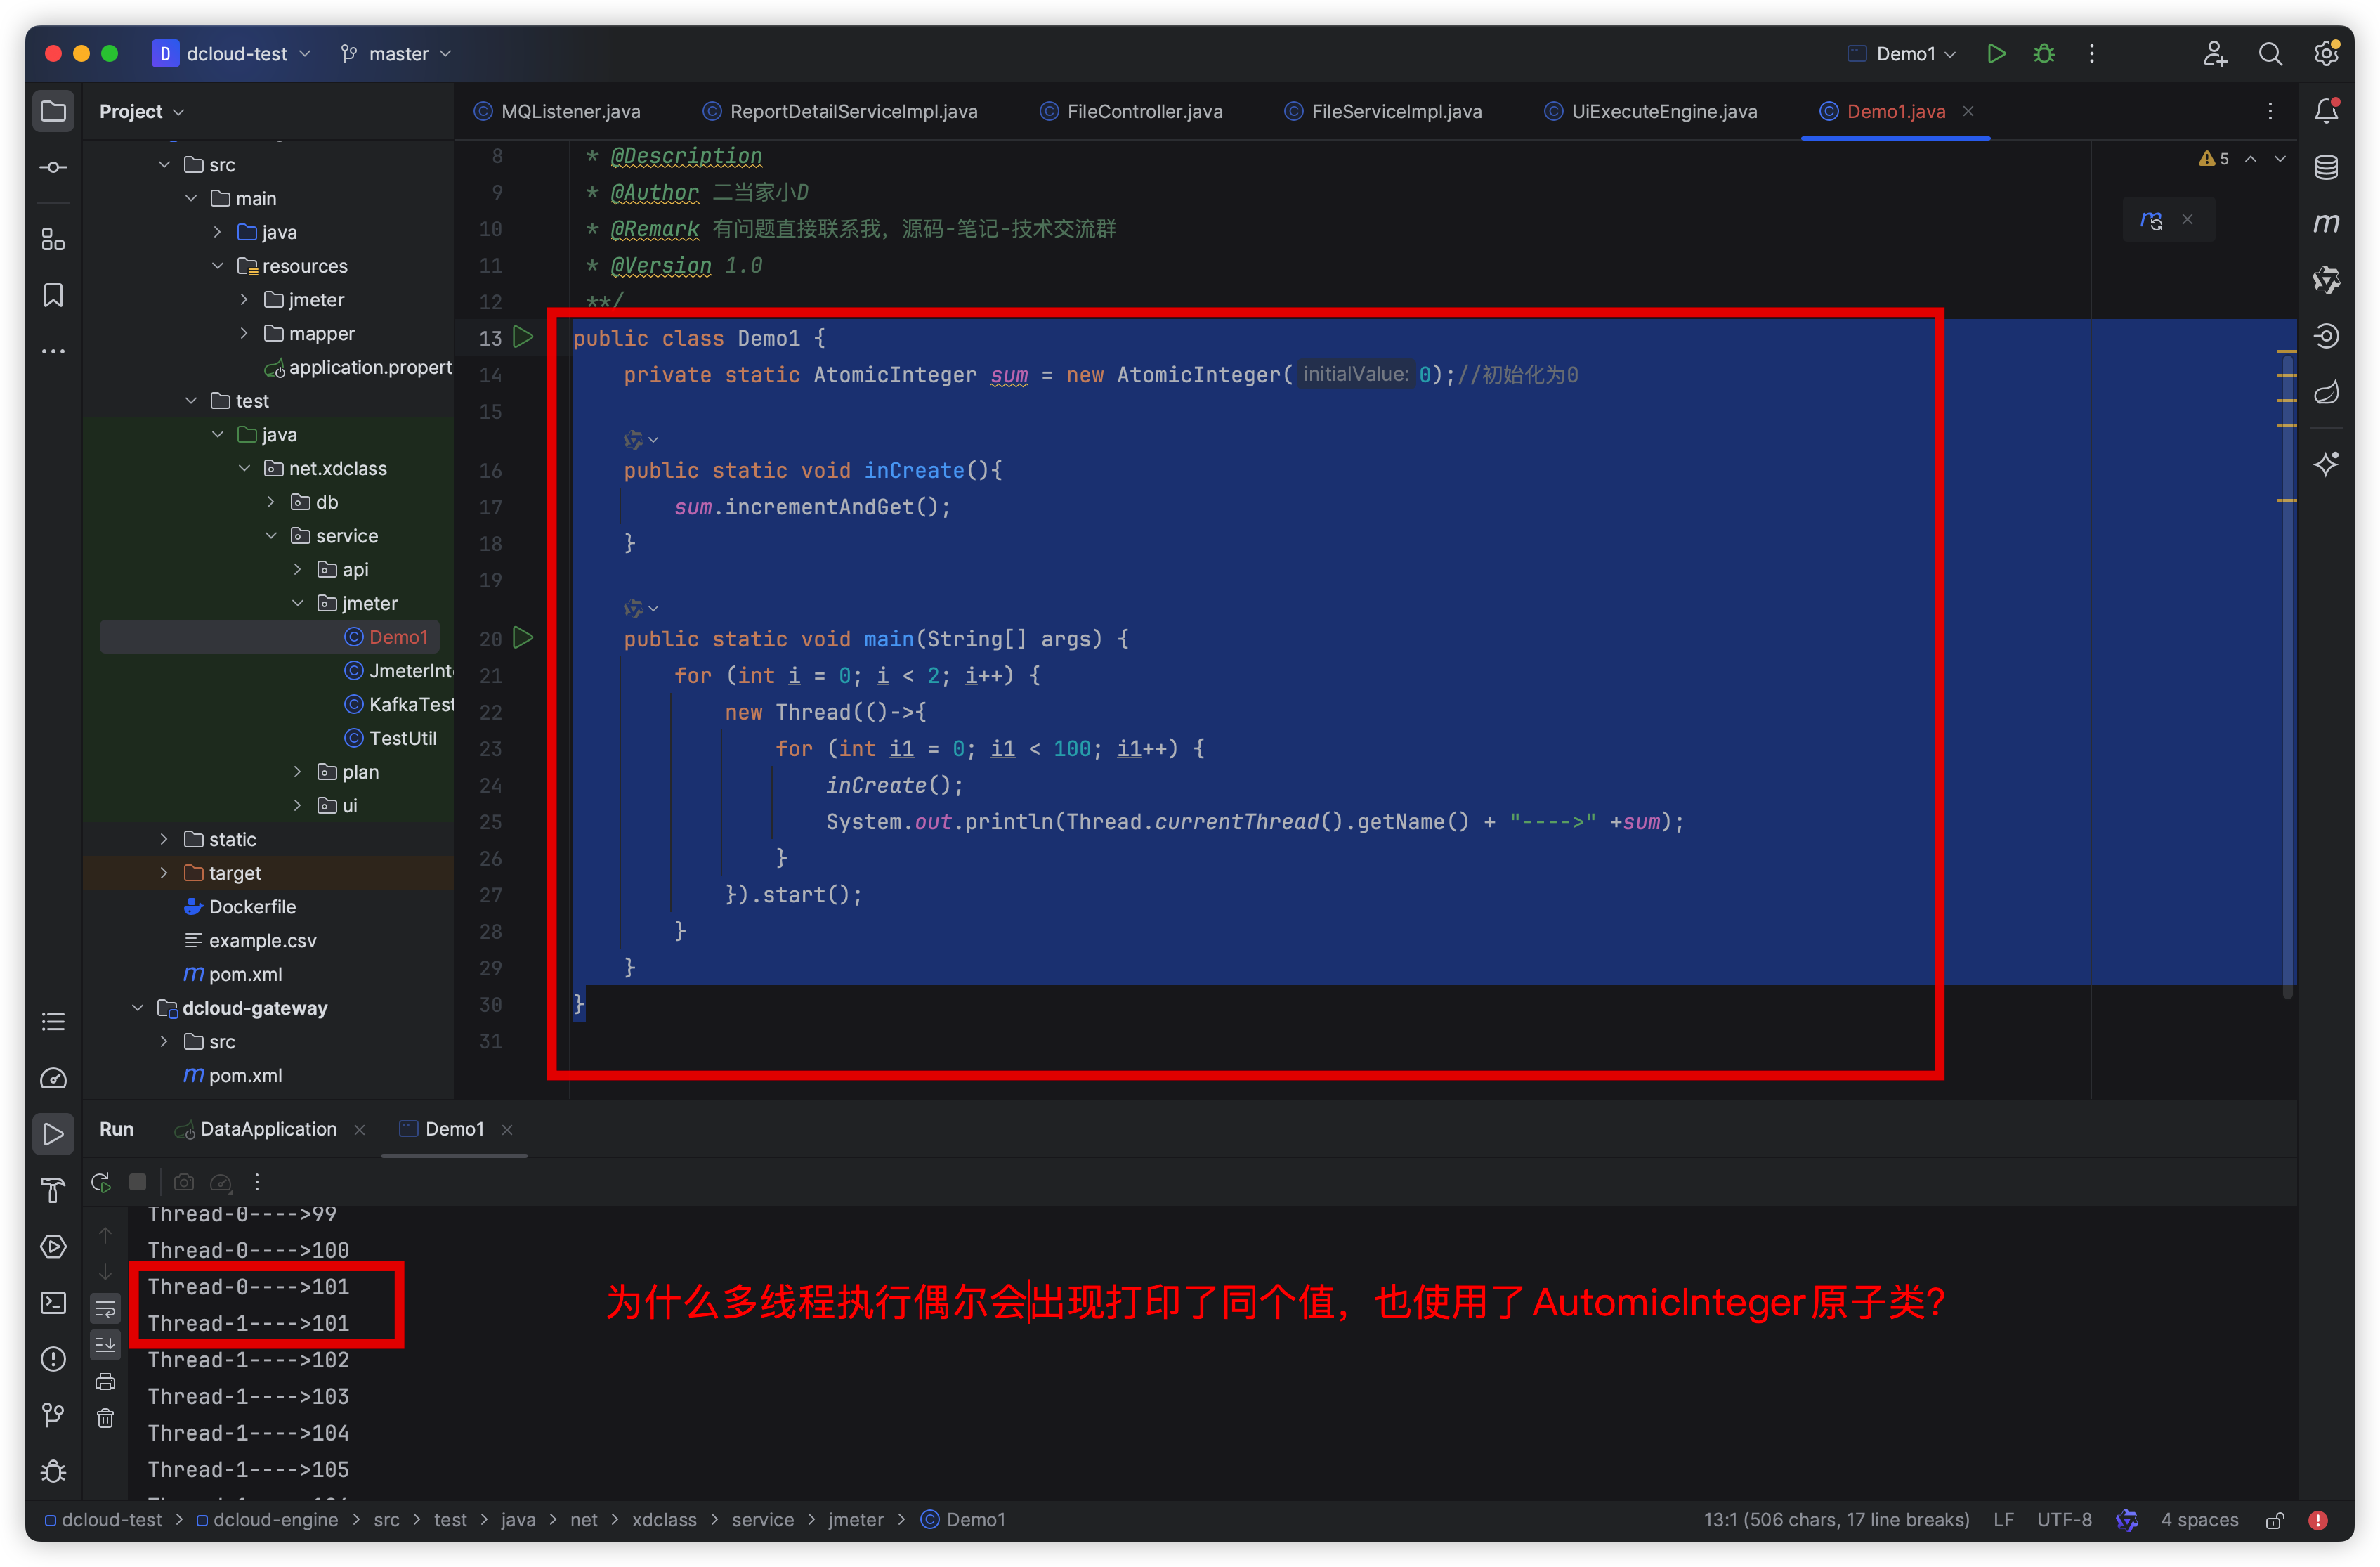 D dcloud-test master Demo1
Project
MQListener.java ReportDetailServiceImpl.java FileController.java FileServiceImpl.java UiExecuteEngine.java Demo1.java
src
main
java
resources
jmeter
mapper
application.propert
test
java
net.xdclass
db
service
api
jmeter
Demo1
JmeterInt
KafkaTest
TestUtil
plan
ui
static
target
Dockerfile
example.csv
pom.xml
dcloud-gateway
src
pom.xml
5
8 * @Description
9 * @Author 二当家小D
10 * @Remark 有问题直接联系我，源码-笔记-技术交流群
11 * @Version 1.0
12 **/
13 public class Demo1 {
14 private static AtomicInteger sum = new AtomicInteger( initialValue: 0);//初始化为0
15
16 public static void inCreate(){
17 sum.incrementAndGet();
18 }
19
20 public static void main(String[] args) {
21 for (int i = 0; i < 2; i++) {
22 new Thread(()->{
23 for (int i1 = 0; i1 < 100; i1++) {
24 inCreate();
25 System.out.println(Thread.currentThread().getName() + "---->" +sum);
26 }
27 }).start();
28 }
29 }
30 }
31
Run DataApplication Demo1
Thread-0---->99
Thread-0---->100
Thread-0---->101
Thread-1---->101
Thread-1---->102
Thread-1---->103
Thread-1---->104
Thread-1---->105
为什么多线程执行偶尔会出现打印了同个值，也使用了AutomicInteger原子类？
dcloud-test > dcloud-engine > src > test > java > net > xdclass > service > jmeter > Demo1
13:1 (506 chars, 17 line breaks) LF UTF-8 4 spaces